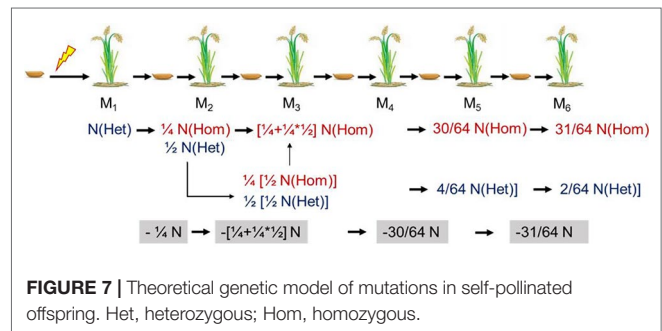 M₁ M₂ M₃ M₄ M₅ M₆
N(Het) → ¼ N(Hom) → [¼+¼*½] N(Hom) → 30/64 N(Hom) → 31/64 N(Hom)
½ N(Het)
¼ [½ N(Hom)]
½ [½ N(Het)] → 4/64 N(Het)] → 2/64 N(Het)]
- ¼ N → -[¼+¼*½] N → -30/64 N → -31/64 N
FIGURE 7 | Theoretical genetic model of mutations in self-pollinated
offspring. Het, heterozygous; Hom, homozygous.